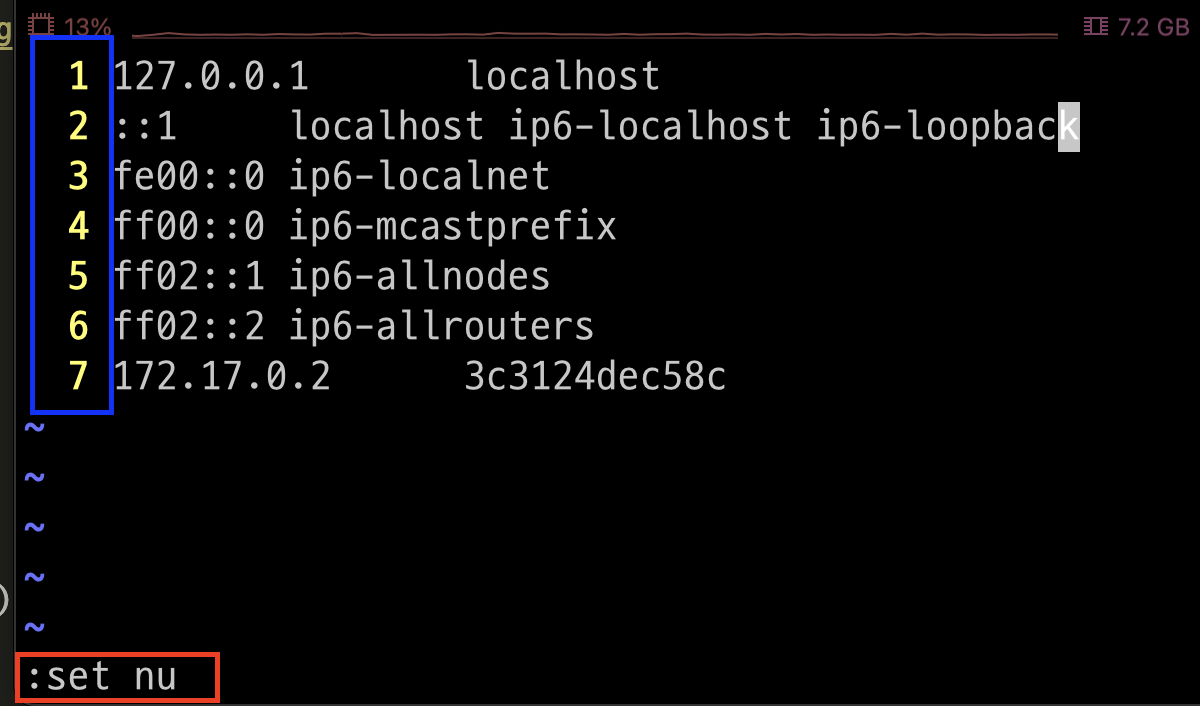 g 13% 7.2 GB
1 127.0.0.1 localhost
2 ::1 localhost ip6-localhost ip6-loopback
3 fe00::0 ip6-localnet
4 ff00::0 ip6-mcastprefix
5 ff02::1 ip6-allnodes
6 ff02::2 ip6-allrouters
7 172.17.0.2 3c3124dec58c
~
~
~
~
~
:set nu